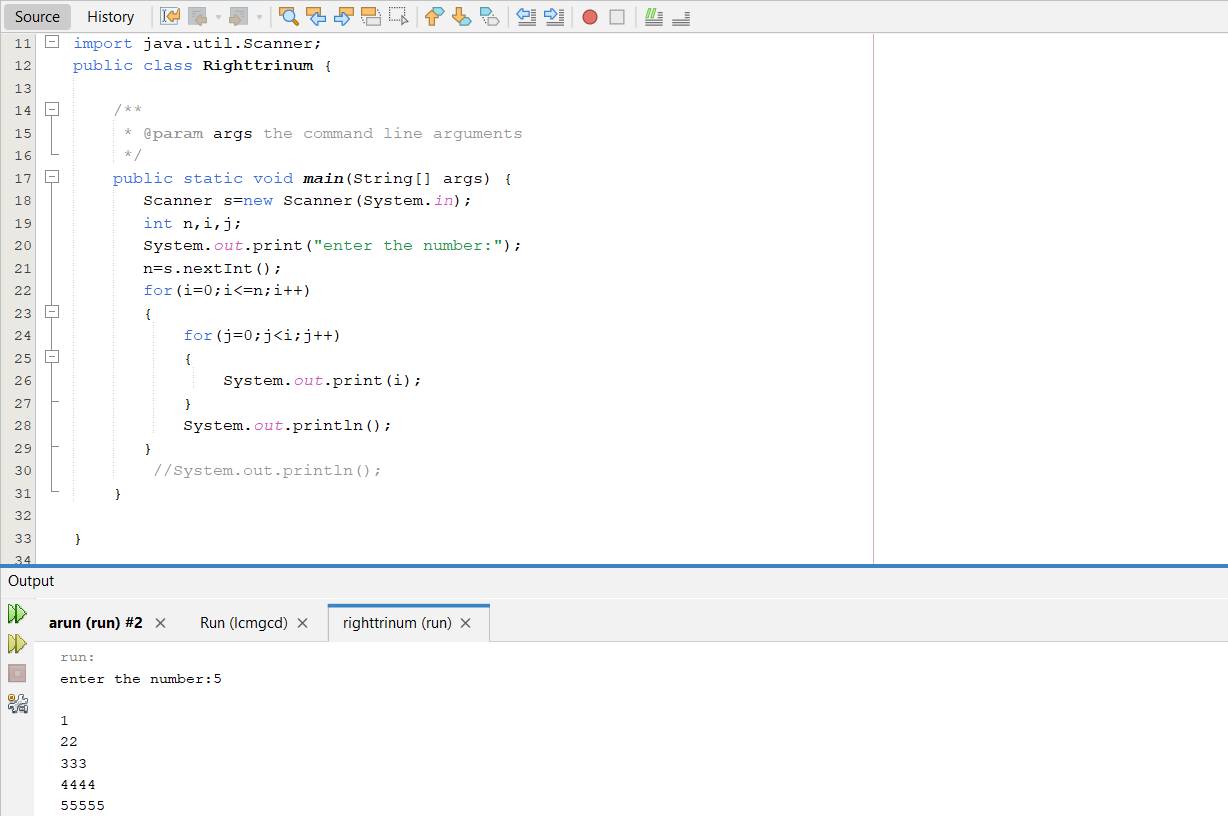 Source History
11 import java.util.Scanner;
12 public class Righttrinum {
13
14 /**
15 * @param args the command line arguments
16 */
17 public static void main(String[] args) {
18 Scanner s=new Scanner(System.in);
19 int n,i,j;
20 System.out.print("enter the number:");
21 n=s.nextInt();
22 for(i=0;i<=n;i++)
23 {
24 for(j=0;j<i;j++)
25 {
26 System.out.print(i);
27 }
28 System.out.println();
29 }
30 //System.out.println();
31 }
32
33 }
34
Output
arun (run) #2 Run (lcmgcd) righttrinum (run)
run:
enter the number:5
1
22
333
4444
55555